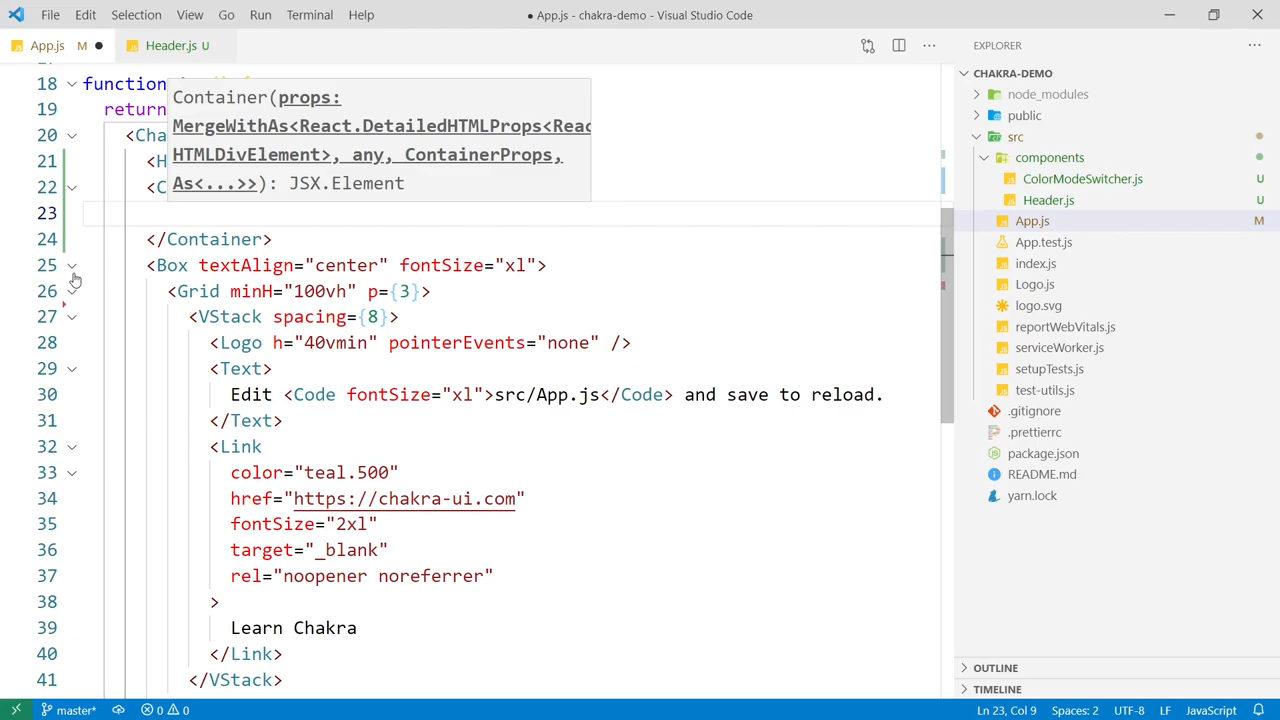 File Edit Selection View Go Run Terminal Help
● App.js - chakra-demo - Visual Studio Code
App.js M ●
Header.js U
EXPLORER
18 function
19 return
20 <Cha
21 <H
22 <C
23
24 </Container>
25 <Box textAlign="center" fontSize="xl">
26 <Grid minH="100vh" p={3}>
27 <VStack spacing={8}>
28 <Logo h="40vmin" pointerEvents="none" />
29 <Text>
30 Edit <Code fontSize="xl">src/App.js</Code> and save to reload.
31 </Text>
32 <Link
33 color="teal.500"
34 href="https://chakra-ui.com"
35 fontSize="2xl"
36 target="_blank"
37 rel="noopener noreferrer"
38 >
39 Learn Chakra
40 </Link>
41 </VStack>
Container(props:
MergeWithAs<React.DetailedHTMLProps<Reac
HTMLDivElement>, any, ContainerProps,
As<...>>): JSX.Element
CHAKRA-DEMO
node_modules
public
src
components
ColorModeSwitcher.js U
Header.js U
App.js M
App.test.js
index.js
Logo.js
logo.svg
reportWebVitals.js
serviceWorker.js
setupTests.js
test-utils.js
.gitignore
.prettierrc
package.json
README.md
yarn.lock
OUTLINE
TIMELINE
master* 0 0
Ln 23, Col 9 Spaces: 2 UTF-8 LF JavaScript